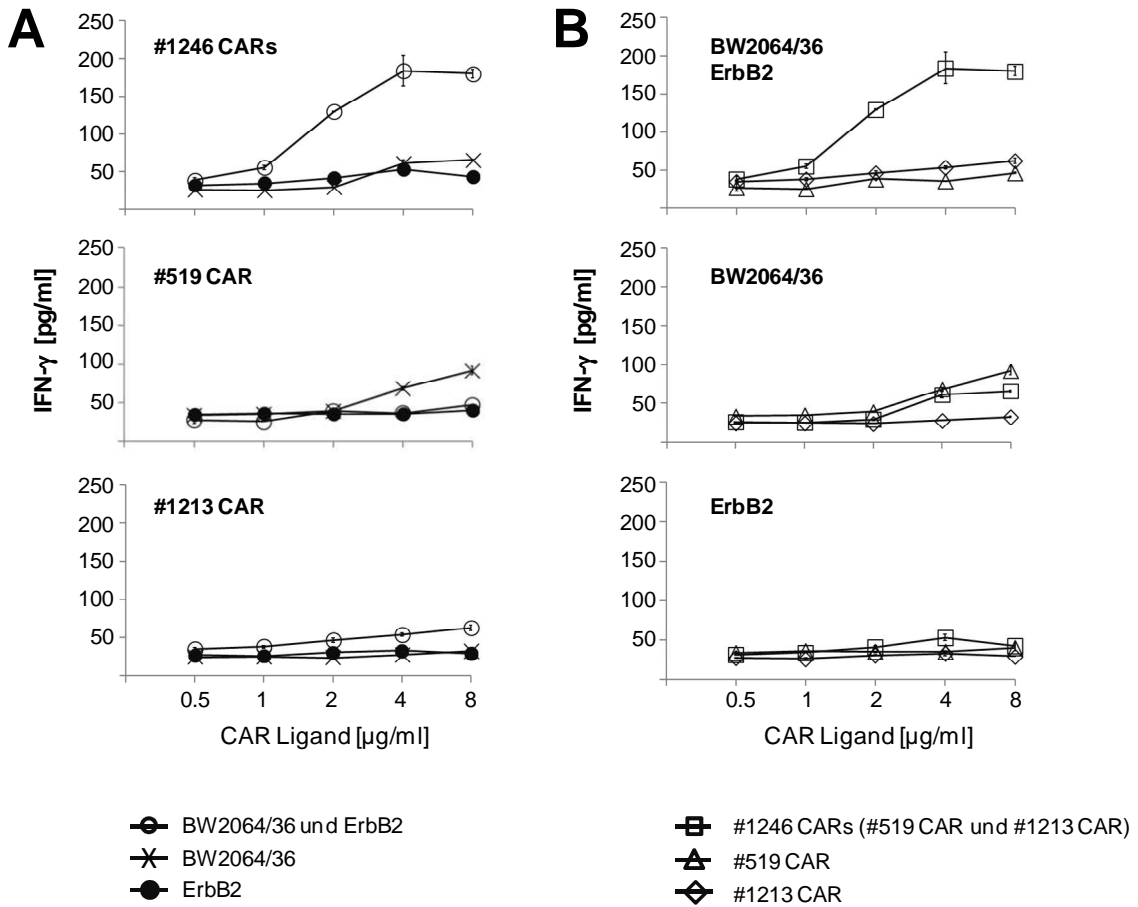 A
#1246 CARs
250
200
150
100
50
#519 CAR
250
200
150
100
50
IFN-γ [pg/ml]
#1213 CAR
250
200
150
100
50
0.5 1 2 4 8
CAR Ligand [µg/ml]
BW2064/36 und ErbB2
BW2064/36
ErbB2
B
BW2064/36
ErbB2
250
200
150
100
50
BW2064/36
250
200
150
100
50
IFN-γ [pg/ml]
ErbB2
250
200
150
100
50
0.5 1 2 4 8
CAR Ligand [µg/ml]
#1246 CARs (#519 CAR und #1213 CAR)
#519 CAR
#1213 CAR